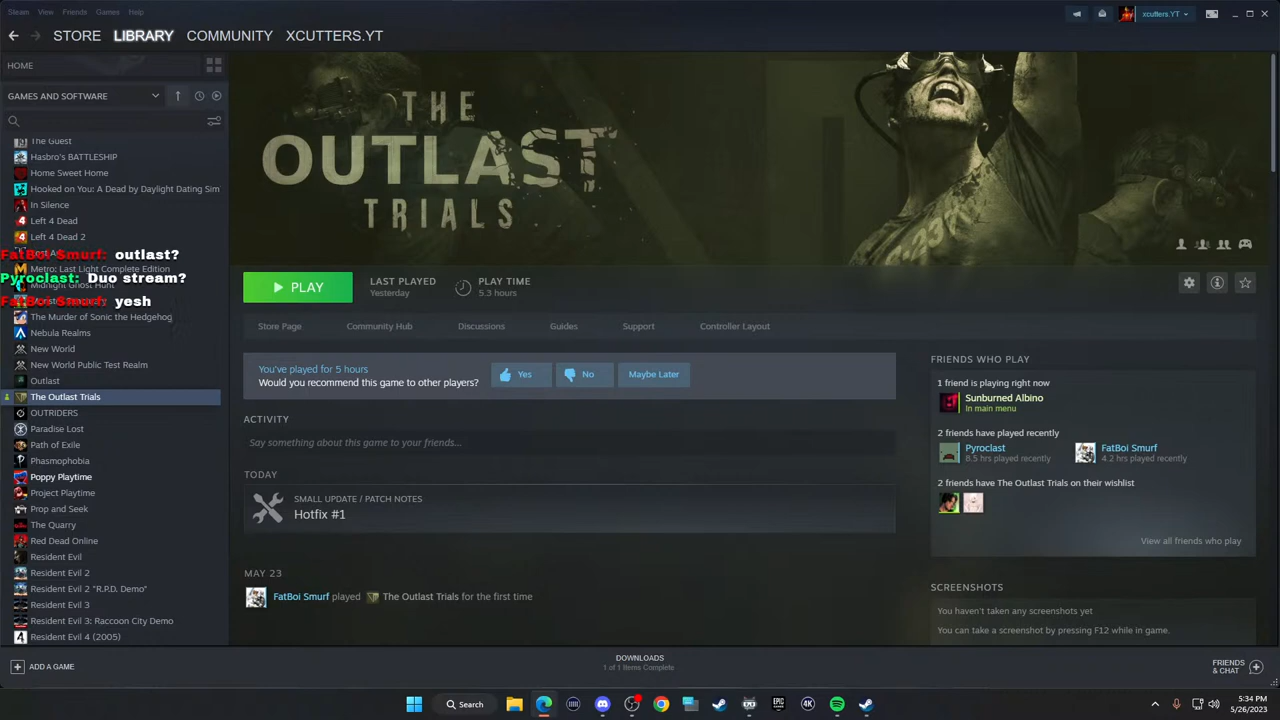 Steam View Friends Games Help
xcutters.YT
STORE LIBRARY COMMUNITY XCUTTERS.YT
HOME
GAMES AND SOFTWARE
The Guest
Hasbro's BATTLESHIP
Home Sweet Home
Hooked on You: A Dead by Daylight Dating Sim
In Silence
Left 4 Dead
Left 4 Dead 2
FatBoi Smurf: outlast?
Metro: Last Light Complete Edition
Pyroclast: Duo stream?
Midnight Ghost Hunt
FatBoi Smurf: yesh
The Murder of Sonic the Hedgehog
Nebula Realms
New World
New World Public Test Realm
Outlast
The Outlast Trials
OUTRIDERS
Paradise Lost
Path of Exile
Phasmophobia
Poppy Playtime
Project Playtime
Prop and Seek
The Quarry
Red Dead Online
Resident Evil
Resident Evil 2
Resident Evil 2 "R.P.D. Demo"
Resident Evil 3
Resident Evil 3: Raccoon City Demo
Resident Evil 4 (2005)
ADD A GAME
THE
OUTLAST
TRIALS
PLAY
LAST PLAYED
Yesterday
PLAY TIME
5.3 hours
Store Page Community Hub Discussions Guides Support Controller Layout
You've played for 5 hours
Would you recommend this game to other players?
Yes No Maybe Later
ACTIVITY
Say something about this game to your friends...
TODAY
SMALL UPDATE / PATCH NOTES
Hotfix #1
MAY 23
FatBoi Smurf played The Outlast Trials for the first time
FRIENDS WHO PLAY
1 friend is playing right now
Sunburned Albino
In main menu
2 friends have played recently
Pyroclast
8.5 hrs played recently
FatBoi Smurf
4.2 hrs played recently
2 friends have The Outlast Trials on their wishlist
View all friends who play
SCREENSHOTS
You haven't taken any screenshots yet
You can take a screenshot by pressing F12 while in game.
DOWNLOADS
1 of 1 Items Complete
FRIENDS
& CHAT
Search
5:34 PM
5/26/2023